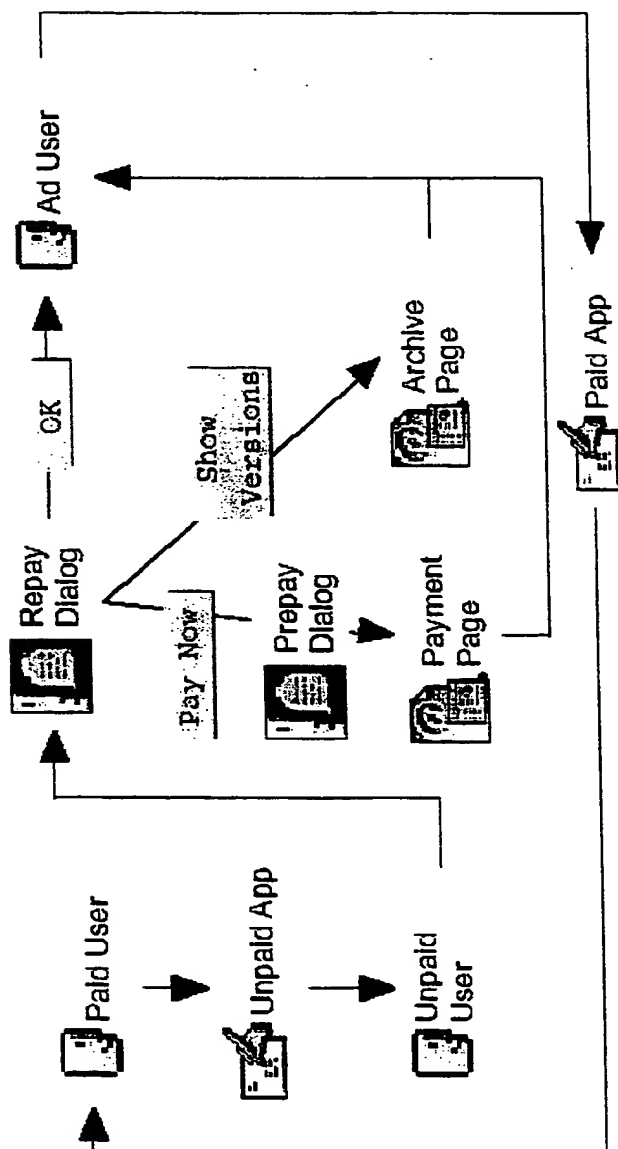 Paid User
Unpaid App
Unpaid
User
Repay
Dialog
OK
Pay Now
Show
Versions
Prepay
Dialog
Payment
Page
Archive
Page
Ad User
Paid App